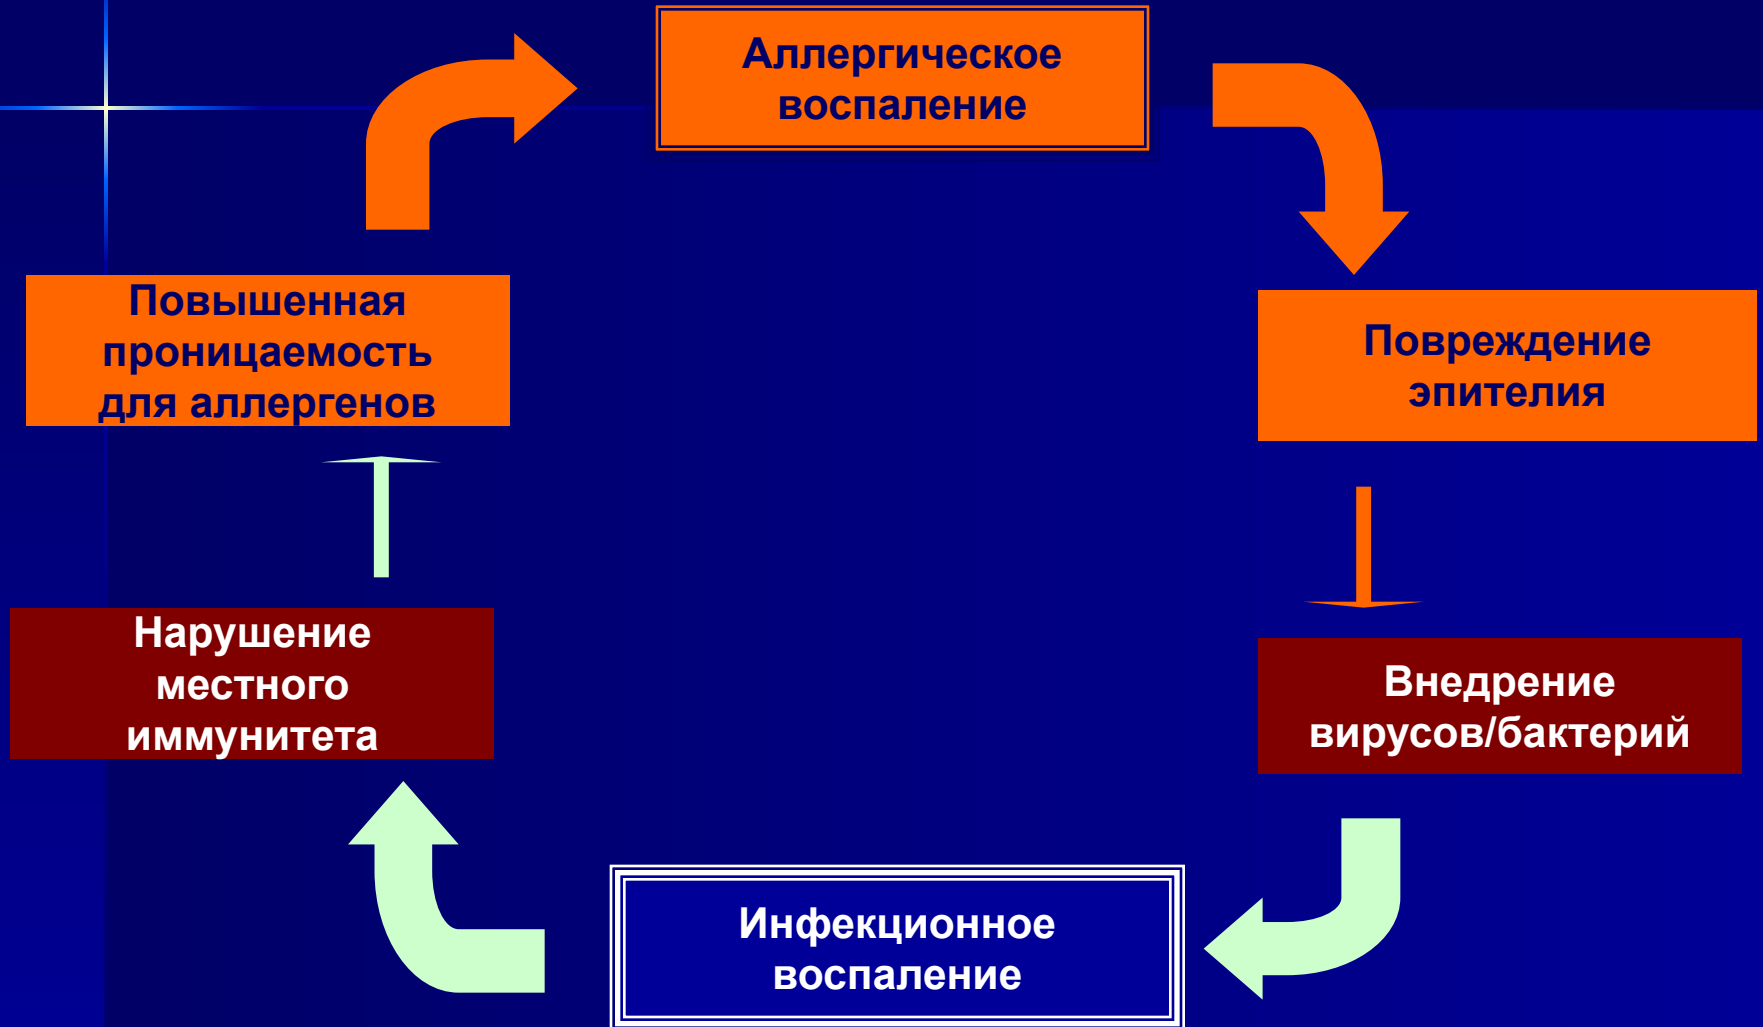 Аллергическое
воспаление
Повышенная
проницаемость
для аллергенов
Повреждение
эпителия
Нарушение
местного
иммунитета
Внедрение
вирусов/бактерий
Инфекционное
воспаление